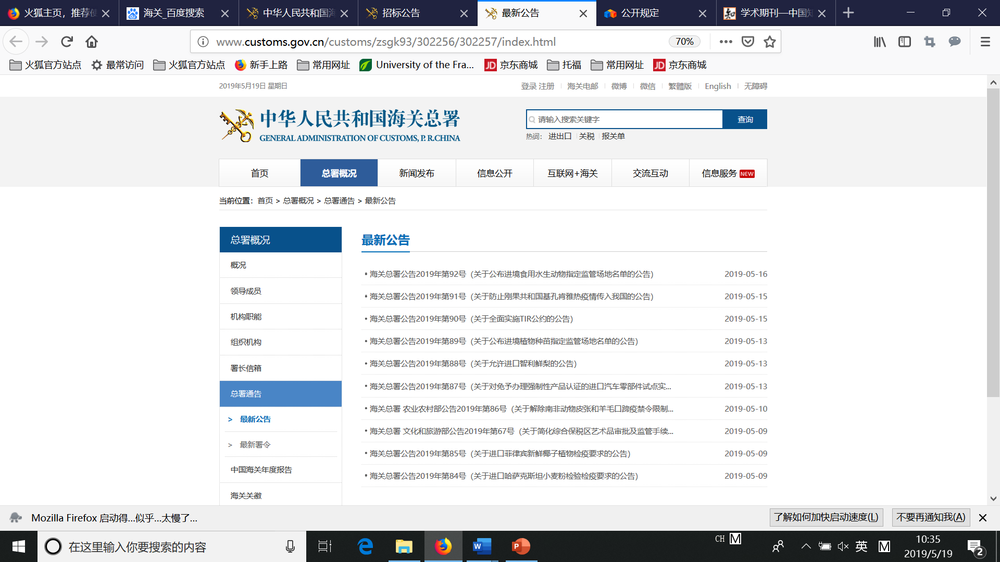 火狐主页，推荐使
海关_百度搜索
中华人民共和国海
招标公告
最新公告
公开规定
学术期刊—中国知
www.customs.gov.cn/customs/zsgk93/302256/302257/index.html
70%
火狐官方站点 最常访问 火狐官方站点 新手上路 常用网址 University of the Fra... JD 京东商城 托福 常用网址 JD 京东商城
2019年5月19日 星期日
登录 注册 海关电邮 微博 微信 繁體版 English 无障碍
中华人民共和国海关总署
GENERAL ADMINISTRATION OF CUSTOMS, P. R.CHINA
请输入搜索关键字 查询
热词： 进出口 关税 报关单
首页 总署概况 新闻发布 信息公开 互联网+海关 交流互动 信息服务 NEW
当前位置： 首页 > 总署概况 > 总署通告 > 最新公告
总署概况
概况
领导成员
机构职能
组织机构
署长信箱
总署通告
> 最新公告
> 最新署令
中国海关年度报告
海关关徽
最新公告
• 海关总署公告2019年第92号（关于公布进境食用水生动物指定监管场地名单的公告） 2019-05-16
• 海关总署公告2019年第91号（关于防止刚果共和国基孔肯雅热疫情传入我国的公告） 2019-05-15
• 海关总署公告2019年第90号（关于全面实施TIR公约的公告） 2019-05-15
• 海关总署公告2019年第89号（关于公布进境植物种苗指定监管场地名单的公告） 2019-05-13
• 海关总署公告2019年第88号（关于允许进口智利鲜梨的公告） 2019-05-13
• 海关总署公告2019年第87号（关于对免予办理强制性产品认证的进口汽车零部件试点实... 2019-05-13
• 海关总署 农业农村部公告2019年第86号（关于解除南非动物皮张和羊毛口蹄疫禁令限制... 2019-05-10
• 海关总署 文化和旅游部公告2019年第67号（关于简化综合保税区艺术品审批及监管手续... 2019-05-09
• 海关总署公告2019年第85号（关于进口菲律宾新鲜椰子植物检疫要求的公告） 2019-05-09
• 海关总署公告2019年第84号（关于进口哈萨克斯坦小麦粉检验检疫要求的公告） 2019-05-09
Mozilla Firefox 启动得...似乎...太慢了... 了解如何加快启动速度(L) 不要再通知我(A)
在这里输入你要搜索的内容
CH M
英 M
10:35
2019/5/19
2